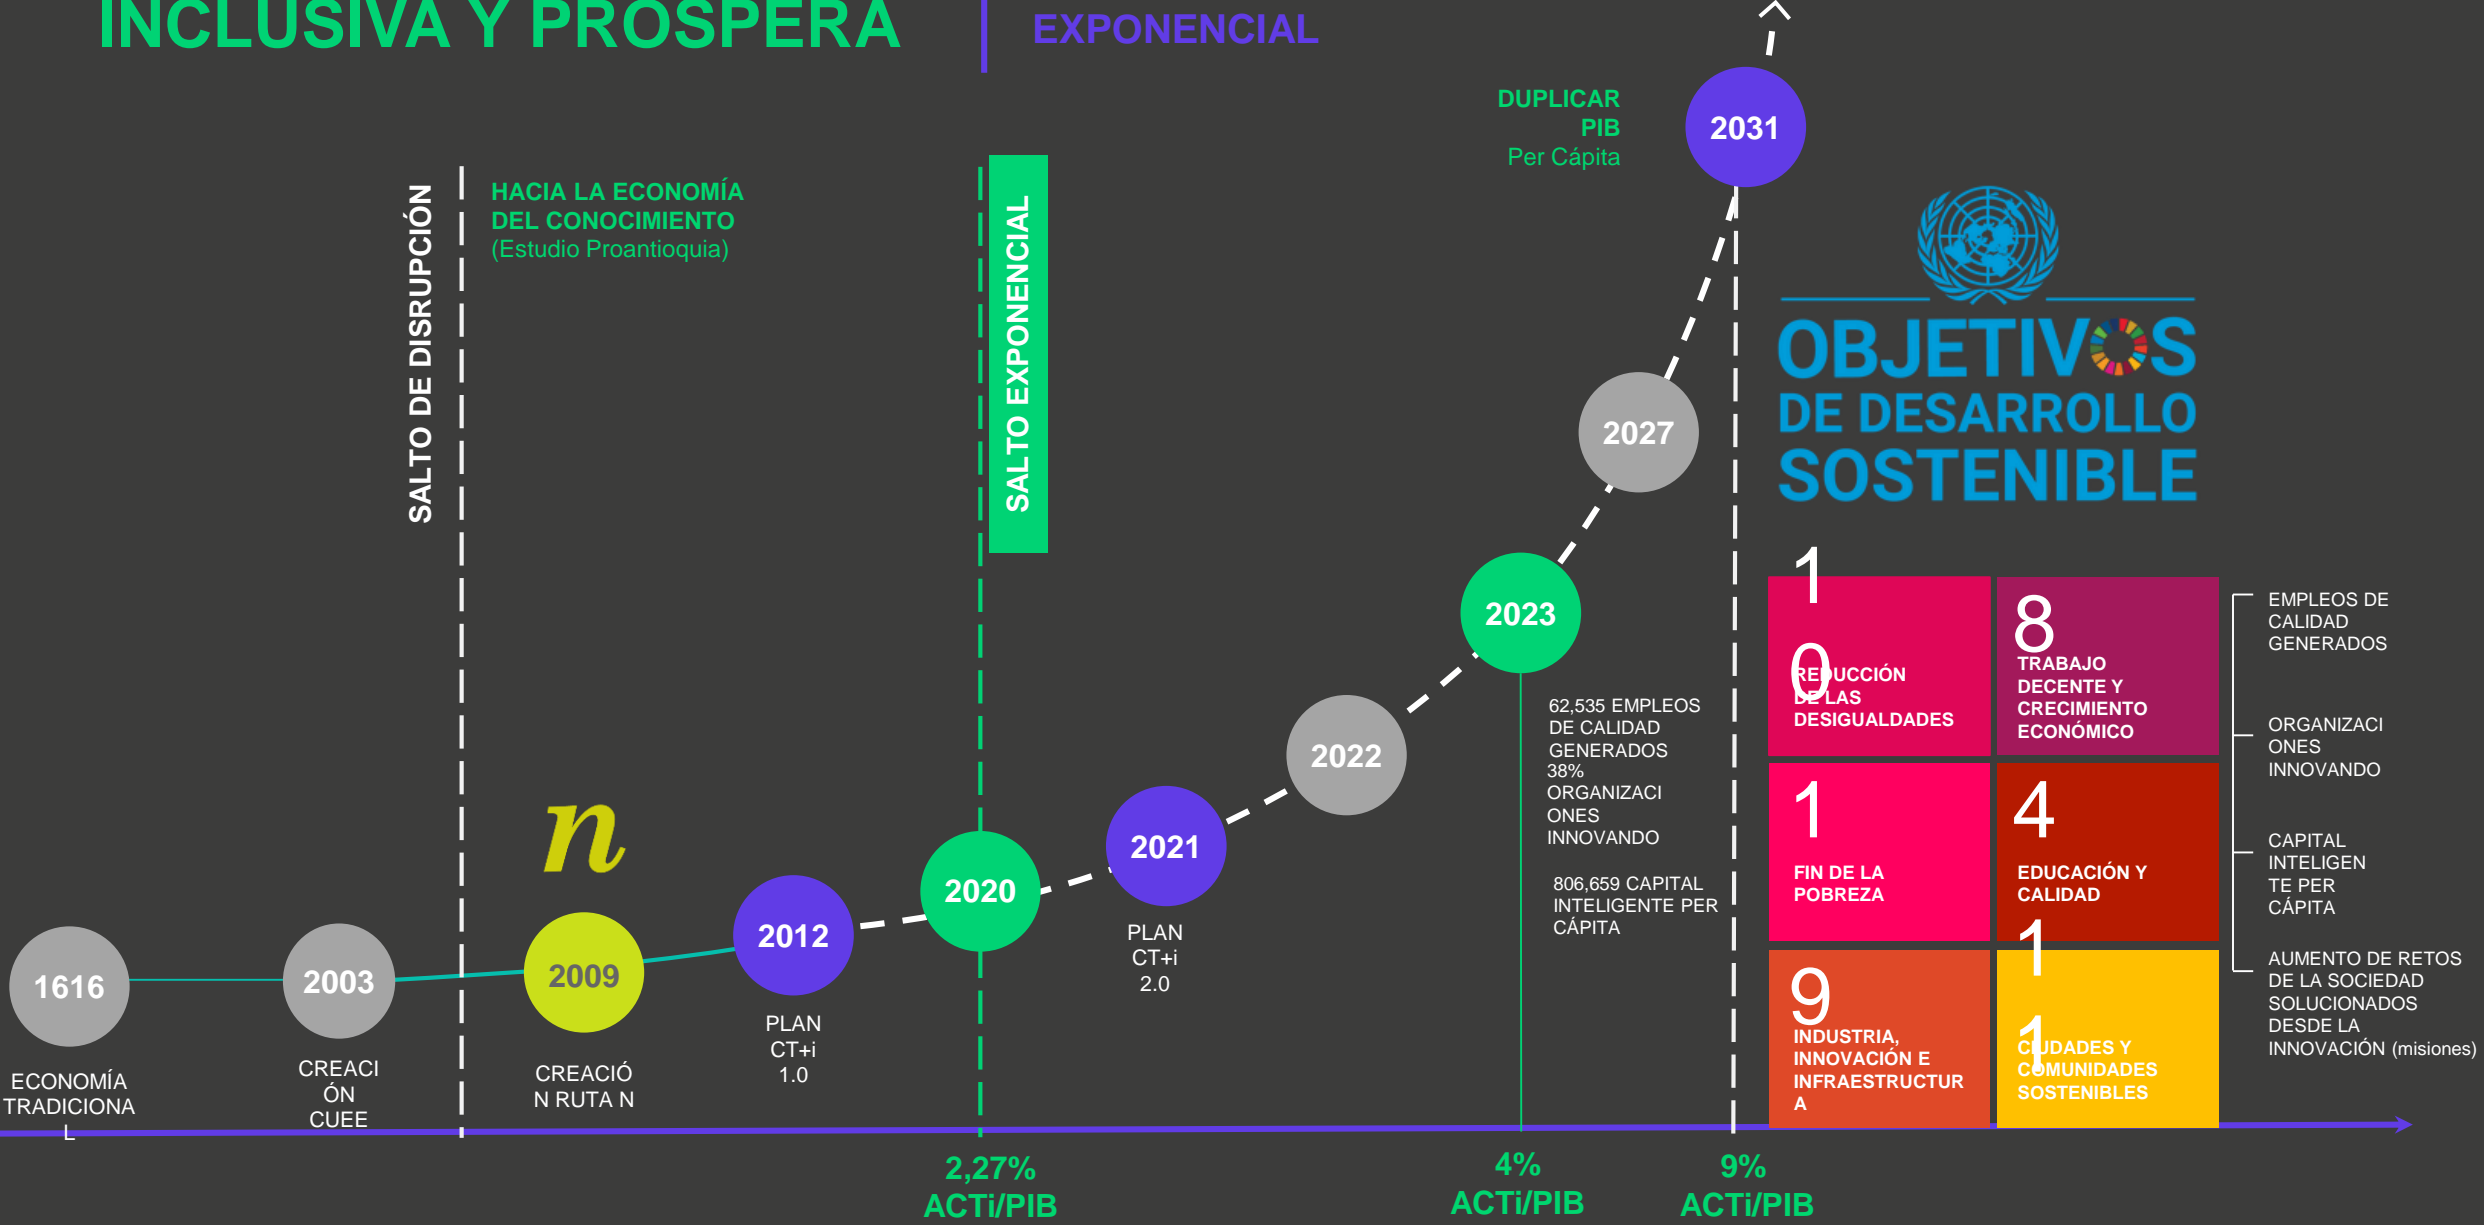 INCLUSIVA Y PROSPERA
EXPONENCIAL
DUPLICAR
PIB
Per Cápita
2031
SALTO DE DISRUPCIÓN
HACIA LA ECONOMÍA
DEL CONOCIMIENTO
(Estudio Proantioquia)
SALTO EXPONENCIAL
OBJETIVOS
DE DESARROLLO
SOSTENIBLE
2027
2023
2022
2021
2020
2012
2009
2003
1616
n
62,535 EMPLEOS
DE CALIDAD
GENERADOS
38%
ORGANIZACI
ONES
INNOVANDO
806,659 CAPITAL
INTELIGENTE PER
CÁPITA
PLAN
CT+i
2.0
PLAN
CT+i
1.0
CREACIÓ
N RUTA N
CREACI
ÓN
CUEE
ECONOMÍA
TRADICIONA
L
1
0
REDUCCIÓN
DE LAS
DESIGUALDADES
8
TRABAJO
DECENTE Y
CRECIMIENTO
ECONÓMICO
1
FIN DE LA
POBREZA
4
EDUCACIÓN Y
CALIDAD
9
INDUSTRIA,
INNOVACIÓN E
INFRAESTRUCTUR
A
1
1
CIUDADES Y
COMUNIDADES
SOSTENIBLES
EMPLEOS DE
CALIDAD
GENERADOS
ORGANIZACI
ONES
INNOVANDO
CAPITAL
INTELIGEN
TE PER
CÁPITA
AUMENTO DE RETOS
DE LA SOCIEDAD
SOLUCIONADOS
DESDE LA
INNOVACIÓN (misiones)
2,27%
ACTi/PIB
4%
ACTi/PIB
9%
ACTi/PIB